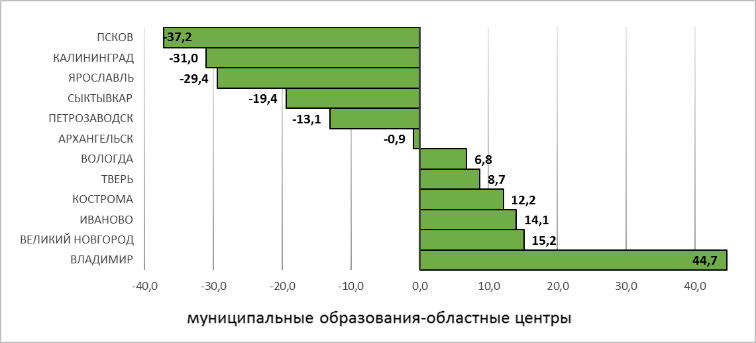 ПСКОВ -37,2
КАЛИНИНГРАД -31,0
ЯРОСЛАВЛЬ -29,4
СЫКТЫВКАР -19,4
ПЕТРОЗАВОДСК -13,1
АРХАНГЕЛЬСК -0,9
ВОЛОГДА 6,8
ТВЕРЬ 8,7
КОСТРОМА 12,2
ИВАНОВО 14,1
ВЕЛИКИЙ НОВГОРОД 15,2
ВЛАДИМИР 44,7
-40,0 -30,0 -20,0 -10,0 0,0 10,0 20,0 30,0 40,0
муниципальные образования-областные центры